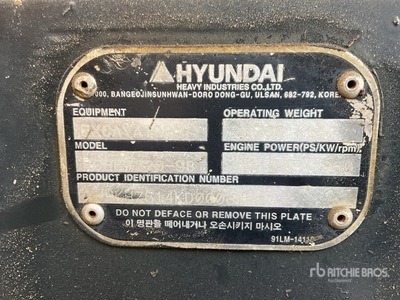 HYUNDAI
HEAVY INDUSTRIES CO.,LTD.
1000, BANGEOJINSUNHWAN-DORO DONG-GU, ULSAN, 682-792, KORE
EQUIPMENT
OPERATING WEIGHT
MODEL
ENGINE POWER(PS/KW/rpm)
PRODUCT IDENTIFICATION NUMBER
DO NOT DEFACE OR REMOVE THIS PLATE
이 명판을 떼어내거나 오손시키지 마시오
91LM-1411
rb RITCHIE BROS.